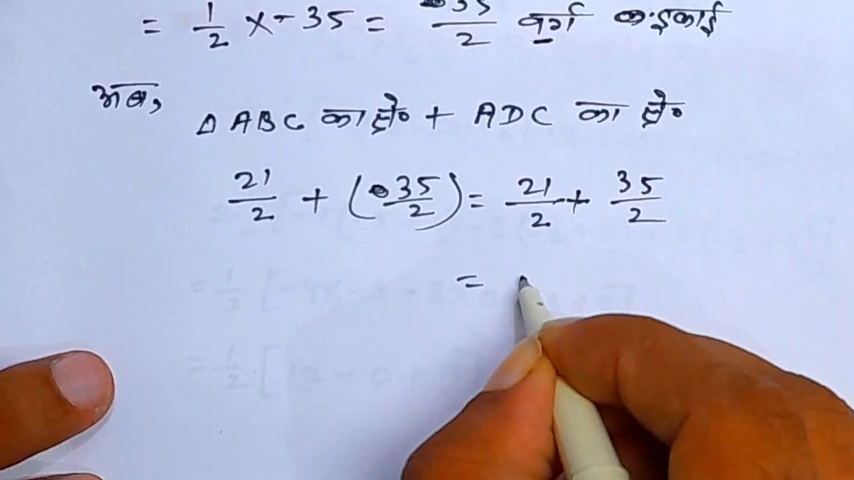 = 1/2 x - 35 = 35/2 वर्ग इकाई
अब,
Δ ABC का क्षे० + ADC का क्षे०
21/2 + (35/2) = 21/2 + 35/2
=